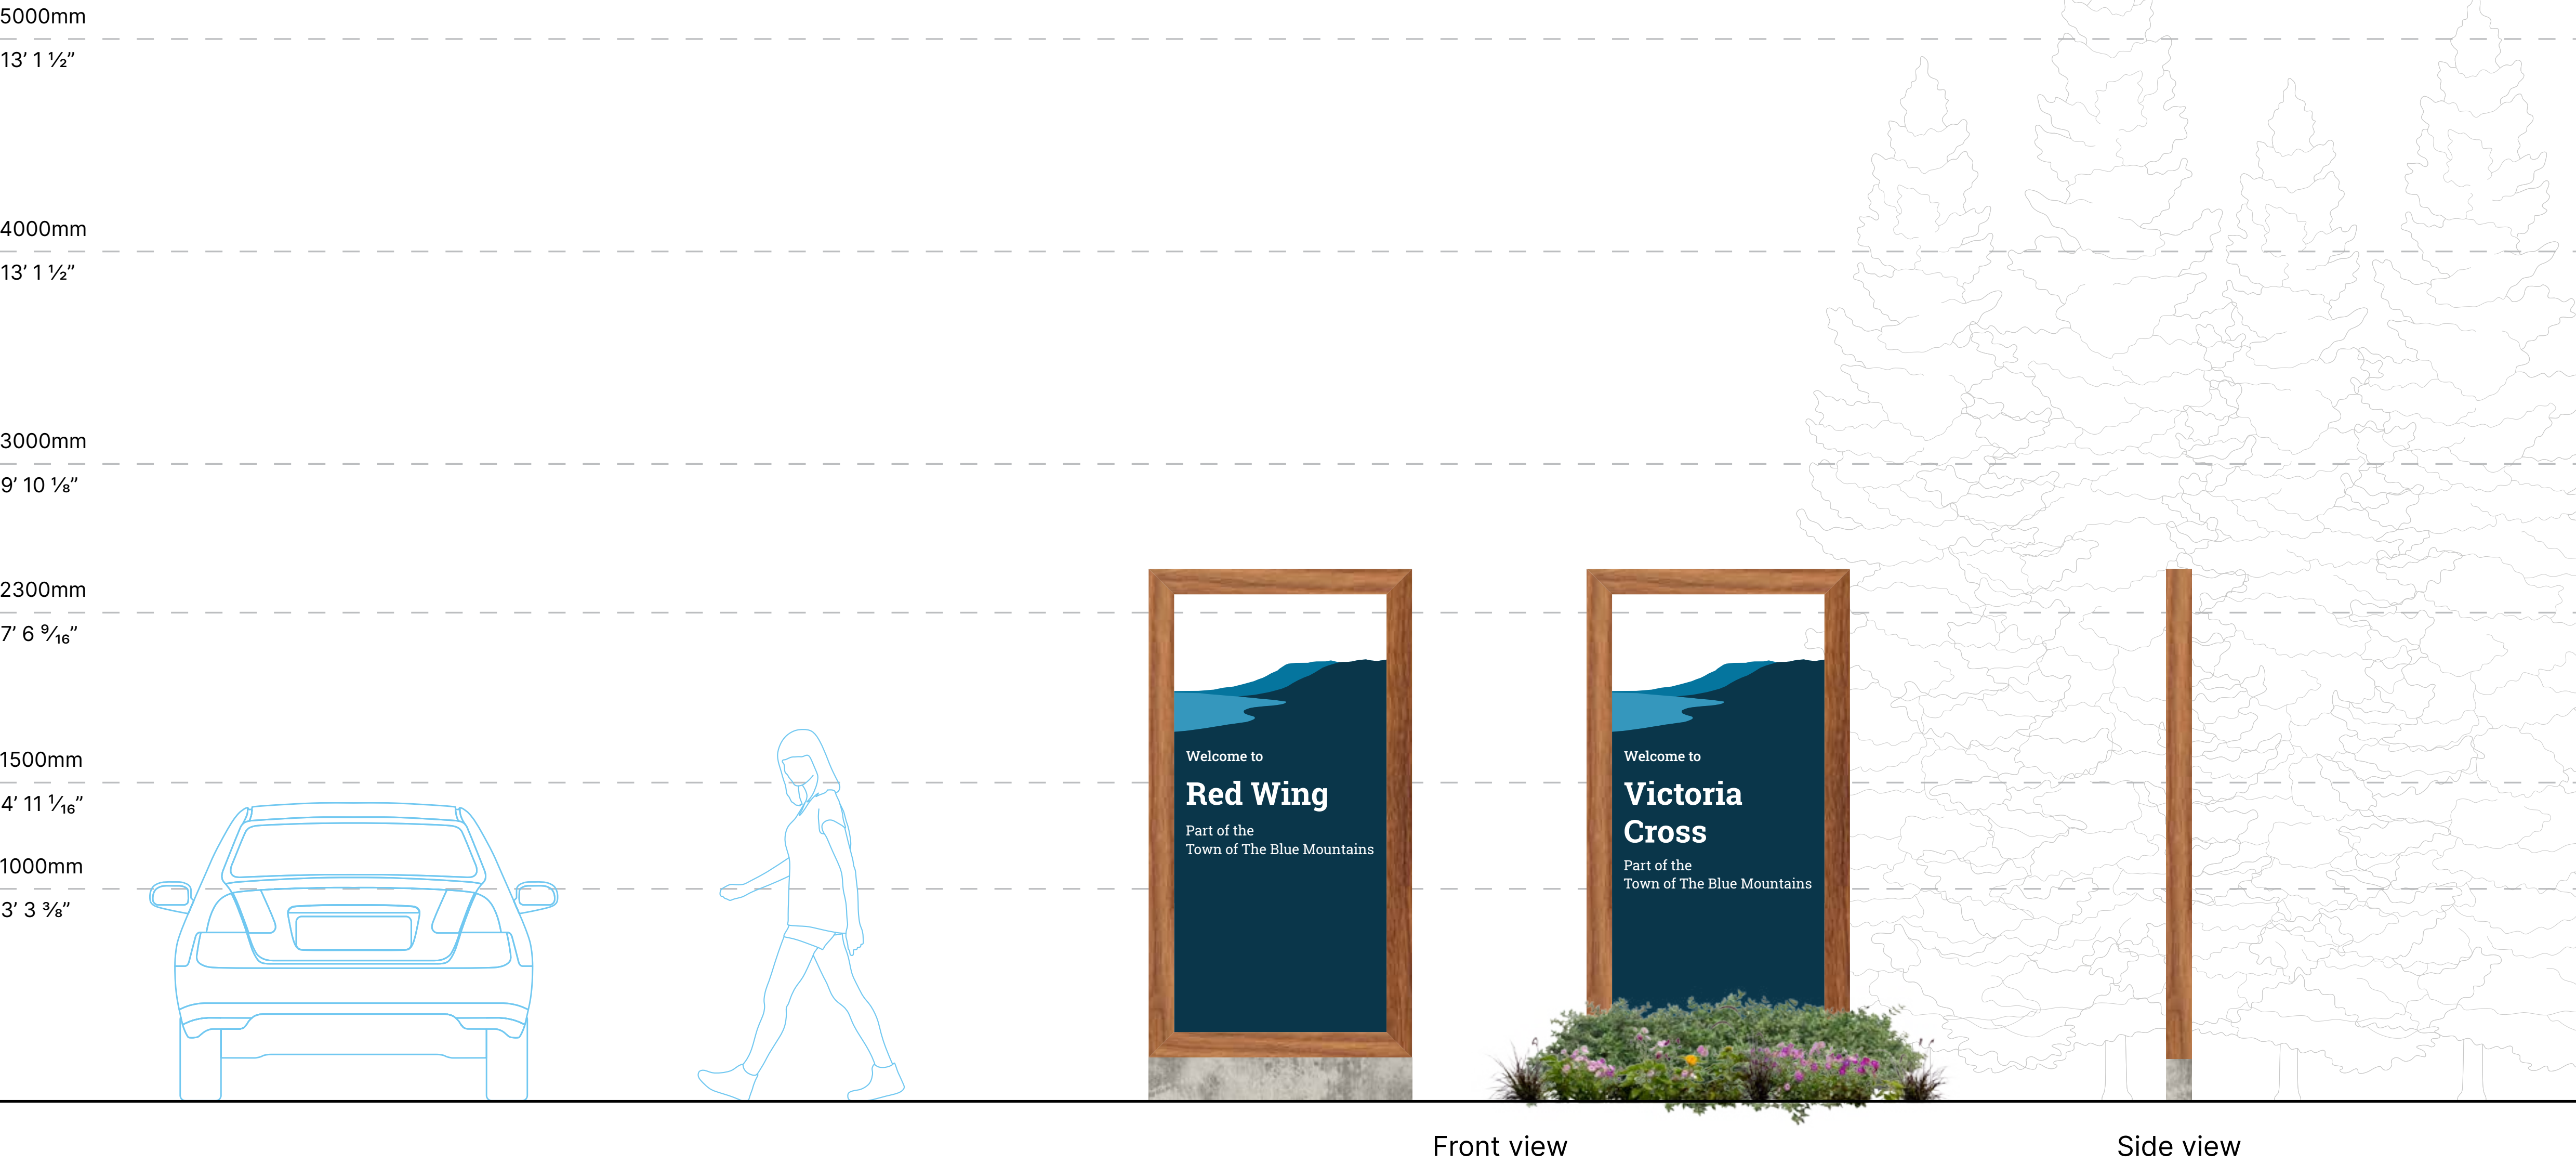 5000mm
13’ 1 ½”
4000mm
13’ 1 ½”
3000mm
9’ 10 ⅛”
2300mm
7’ 6 ⁹⁄₁₆”
1500mm
4’ 11 ¹⁄₁₆”
1000mm
3’ 3 ⅜”
Welcome to
Red Wing
Part of the
Town of The Blue Mountains
Welcome to
Victoria
Cross
Part of the
Town of The Blue Mountains
Front view
Side view